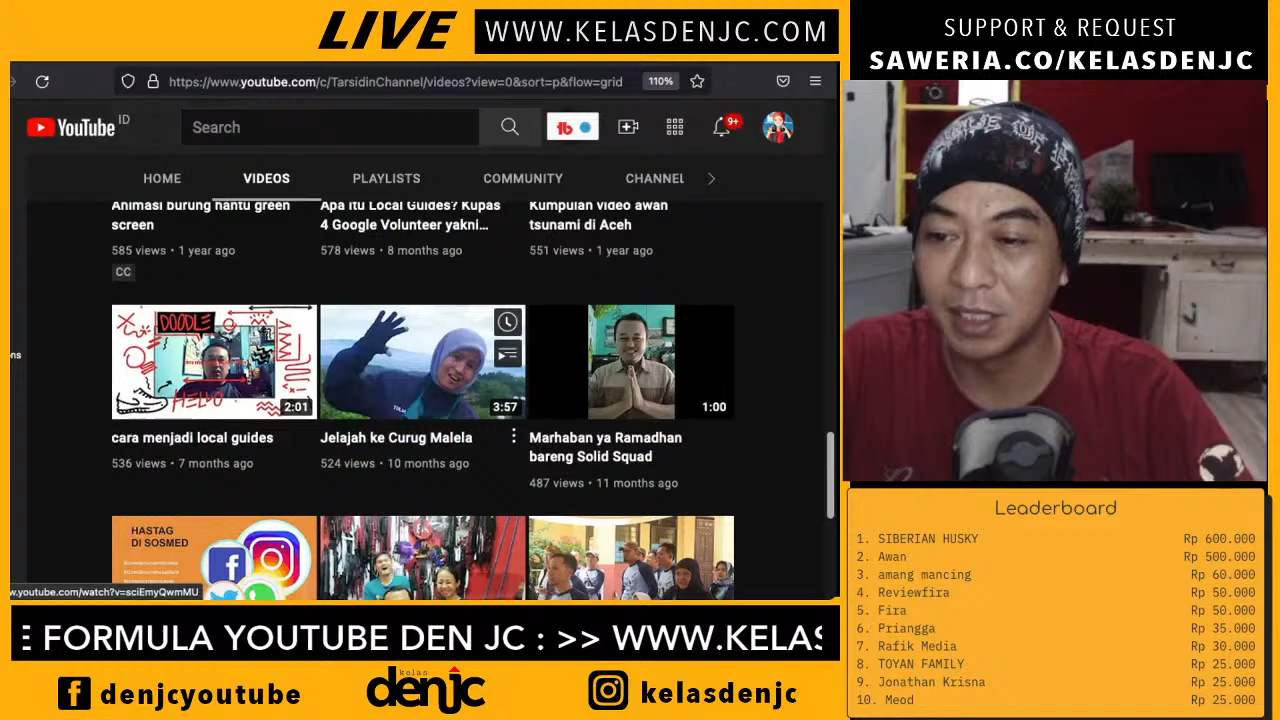 LIVE
WWW.KELASDENJC.COM
SUPPORT & REQUEST
SAWERIA.CO/KELASDENJC
https://www.youtube.com/c/TarsidinChannel/videos?view=0&sort=p&flow=grid
110%
YouTube ID
Search
9+
HOME
VIDEOS
PLAYLISTS
COMMUNITY
CHANNEL
Animasi burung hantu green
screen
585 views • 1 year ago
CC
Apa itu Local Guides? Kupas
4 Google Volunteer yakni...
578 views • 8 months ago
Kumpulan video awan
tsunami di Aceh
551 views • 1 year ago
ons
DOODLE
HELLO
2:01
3:57
1:00
cara menjadi local guides
536 views • 7 months ago
Jelajah ke Curug Malela
524 views • 10 months ago
Marhaban ya Ramadhan
bareng Solid Squad
487 views • 11 months ago
HASTAG
DI SOSMED
w.youtube.com/watch?v=sciEmyQwmMU
Leaderboard
1. SIBERIAN HUSKY Rp 600.000
2. Awan Rp 500.000
3. amang mancing Rp 60.000
4. Reviewfira Rp 50.000
5. Fira Rp 50.000
6. Priangga Rp 35.000
7. Rafik Media Rp 30.000
8. TOYAN FAMILY Rp 25.000
9. Jonathan Krisna Rp 25.000
10. Meod Rp 25.000
E FORMULA YOUTUBE DEN JC : >> WWW.KELAS
denjcyoutube
kelas
denjc
kelasdenjc